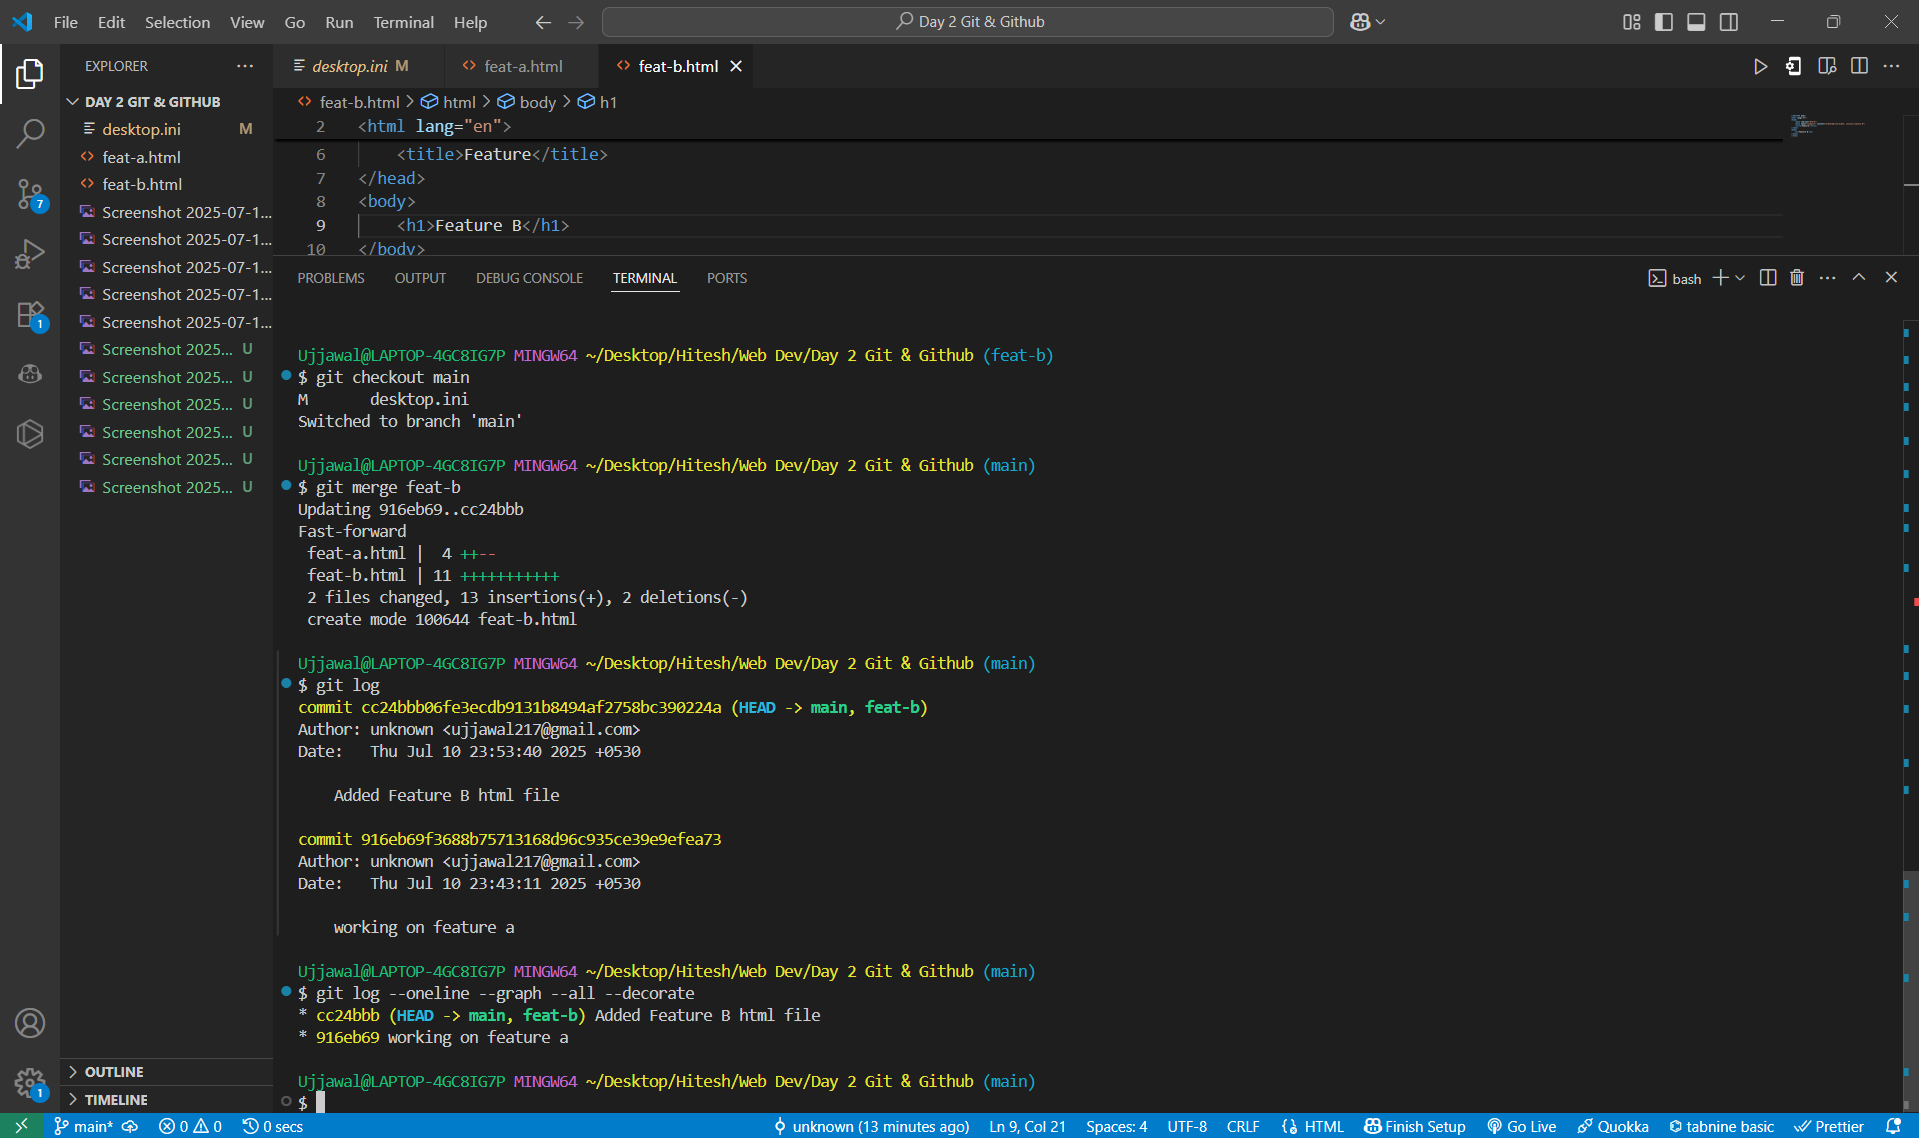 File Edit Selection View Go Run Terminal Help
Day 2 Git & Github
EXPLORER
DAY 2 GIT & GITHUB
desktop.ini M
feat-a.html
feat-b.html
Screenshot 2025-07-1...
Screenshot 2025-07-1...
Screenshot 2025-07-1...
Screenshot 2025-07-1...
Screenshot 2025-07-1...
Screenshot 2025... U
Screenshot 2025... U
Screenshot 2025... U
Screenshot 2025... U
Screenshot 2025... U
Screenshot 2025... U
OUTLINE
TIMELINE
7
1
1
desktop.ini M feat-a.html feat-b.html
feat-b.html > html > body > h1
2 <html lang="en">
6 <title>Feature</title>
7 </head>
8 <body>
9 <h1>Feature B</h1>
10 </body>
PROBLEMS OUTPUT DEBUG CONSOLE TERMINAL PORTS
bash
Ujjawal@LAPTOP-4GC8IG7P MINGW64 ~/Desktop/Hitesh/Web Dev/Day 2 Git & Github (feat-b)
$ git checkout main
M desktop.ini
Switched to branch 'main'
Ujjawal@LAPTOP-4GC8IG7P MINGW64 ~/Desktop/Hitesh/Web Dev/Day 2 Git & Github (main)
$ git merge feat-b
Updating 916eb69..cc24bbb
Fast-forward
feat-a.html | 4 ++--
feat-b.html | 11 +++++++++++
2 files changed, 13 insertions(+), 2 deletions(-)
create mode 100644 feat-b.html
Ujjawal@LAPTOP-4GC8IG7P MINGW64 ~/Desktop/Hitesh/Web Dev/Day 2 Git & Github (main)
$ git log
commit cc24bbb06fe3ecdb9131b8494af2758bc390224a (HEAD -> main, feat-b)
Author: unknown <ujjawal217@gmail.com>
Date: Thu Jul 10 23:53:40 2025 +0530
Added Feature B html file
commit 916eb69f3688b75713168d96c935ce39e9efea73
Author: unknown <ujjawal217@gmail.com>
Date: Thu Jul 10 23:43:11 2025 +0530
working on feature a
Ujjawal@LAPTOP-4GC8IG7P MINGW64 ~/Desktop/Hitesh/Web Dev/Day 2 Git & Github (main)
$ git log --oneline --graph --all --decorate
* cc24bbb (HEAD -> main, feat-b) Added Feature B html file
* 916eb69 working on feature a
Ujjawal@LAPTOP-4GC8IG7P MINGW64 ~/Desktop/Hitesh/Web Dev/Day 2 Git & Github (main)
$
main* 0 0 0 secs unknown (13 minutes ago) Ln 9, Col 21 Spaces: 4 UTF-8 CRLF HTML Finish Setup Go Live Quokka tabnine basic Prettier